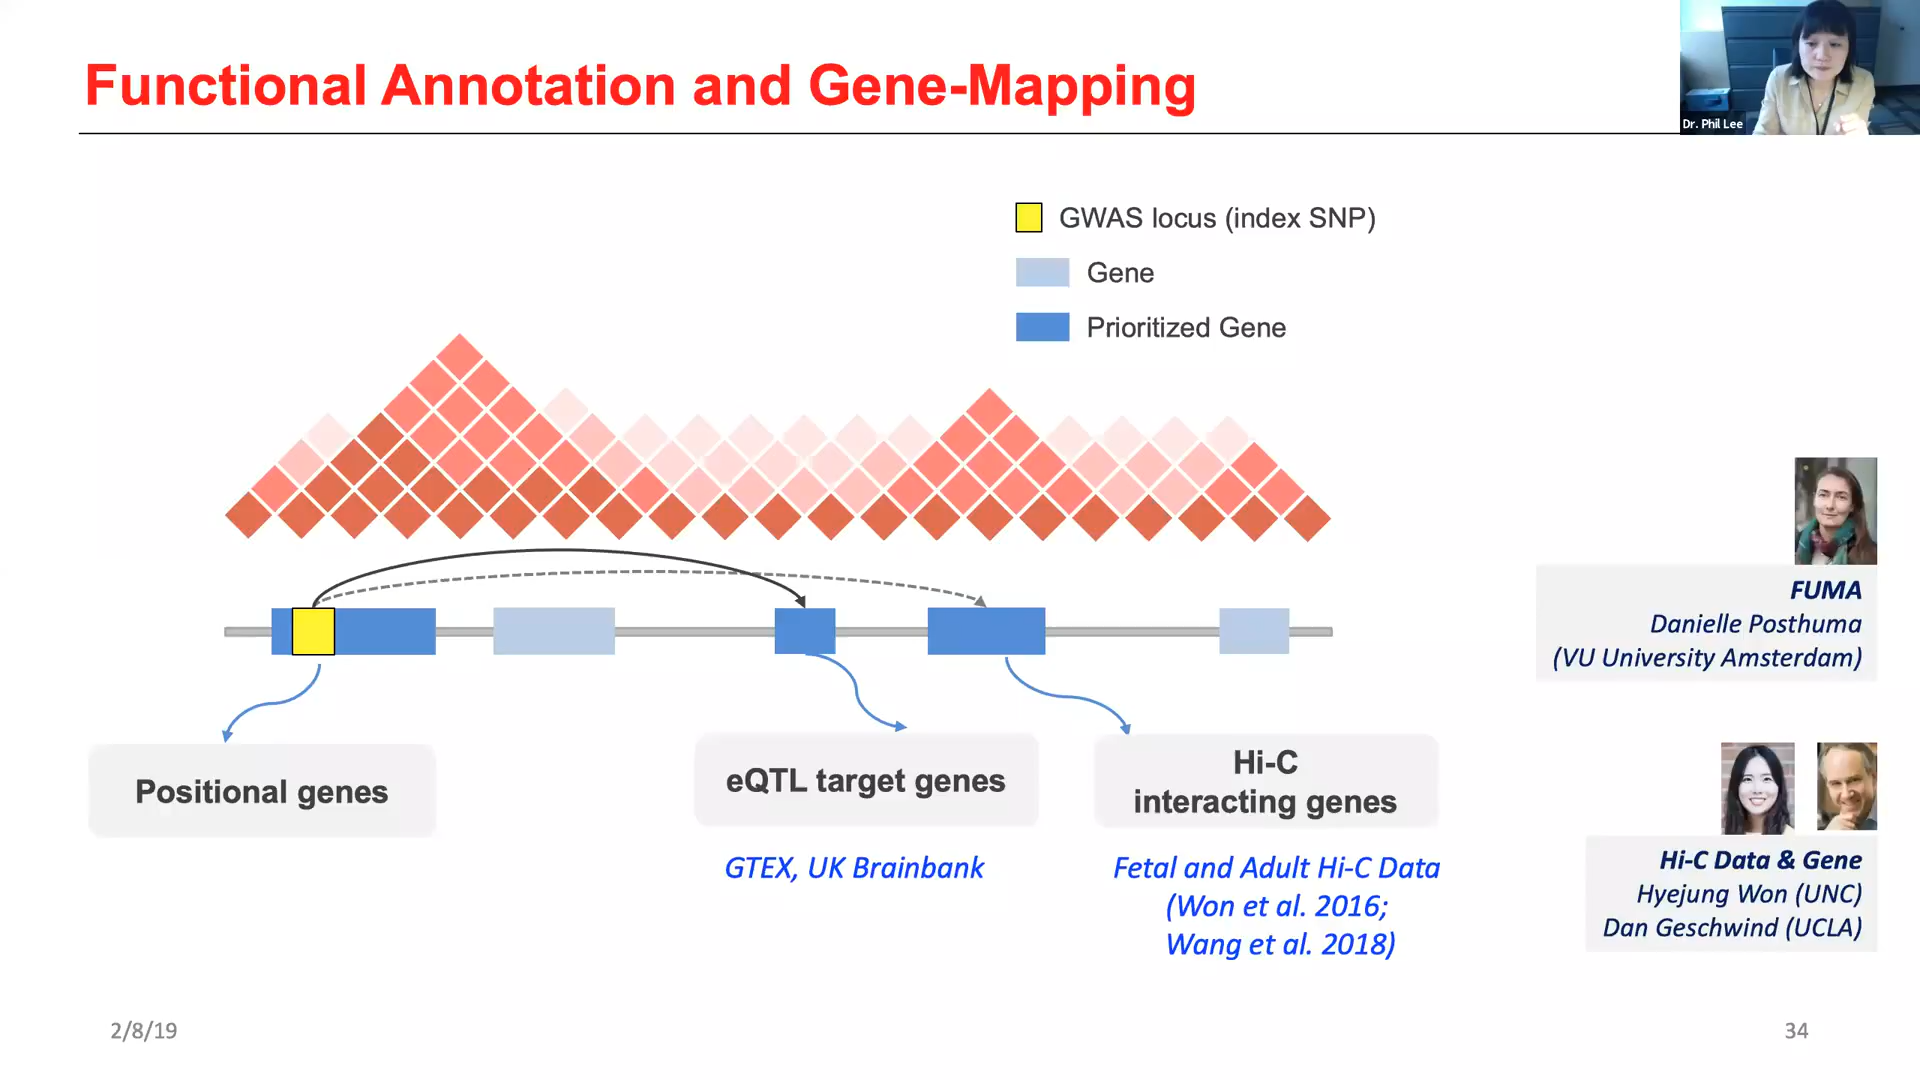 Functional Annotation and Gene-Mapping
Dr. Phil Lee
GWAS locus (index SNP)
Gene
Prioritized Gene
FUMA
Danielle Posthuma
(VU University Amsterdam)
Positional genes
eQTL target genes
Hi-C
interacting genes
GTEX, UK Brainbank
Fetal and Adult Hi-C Data
(Won et al. 2016;
Wang et al. 2018)
Hi-C Data & Gene
Hyejung Won (UNC)
Dan Geschwind (UCLA)
2/8/19
34